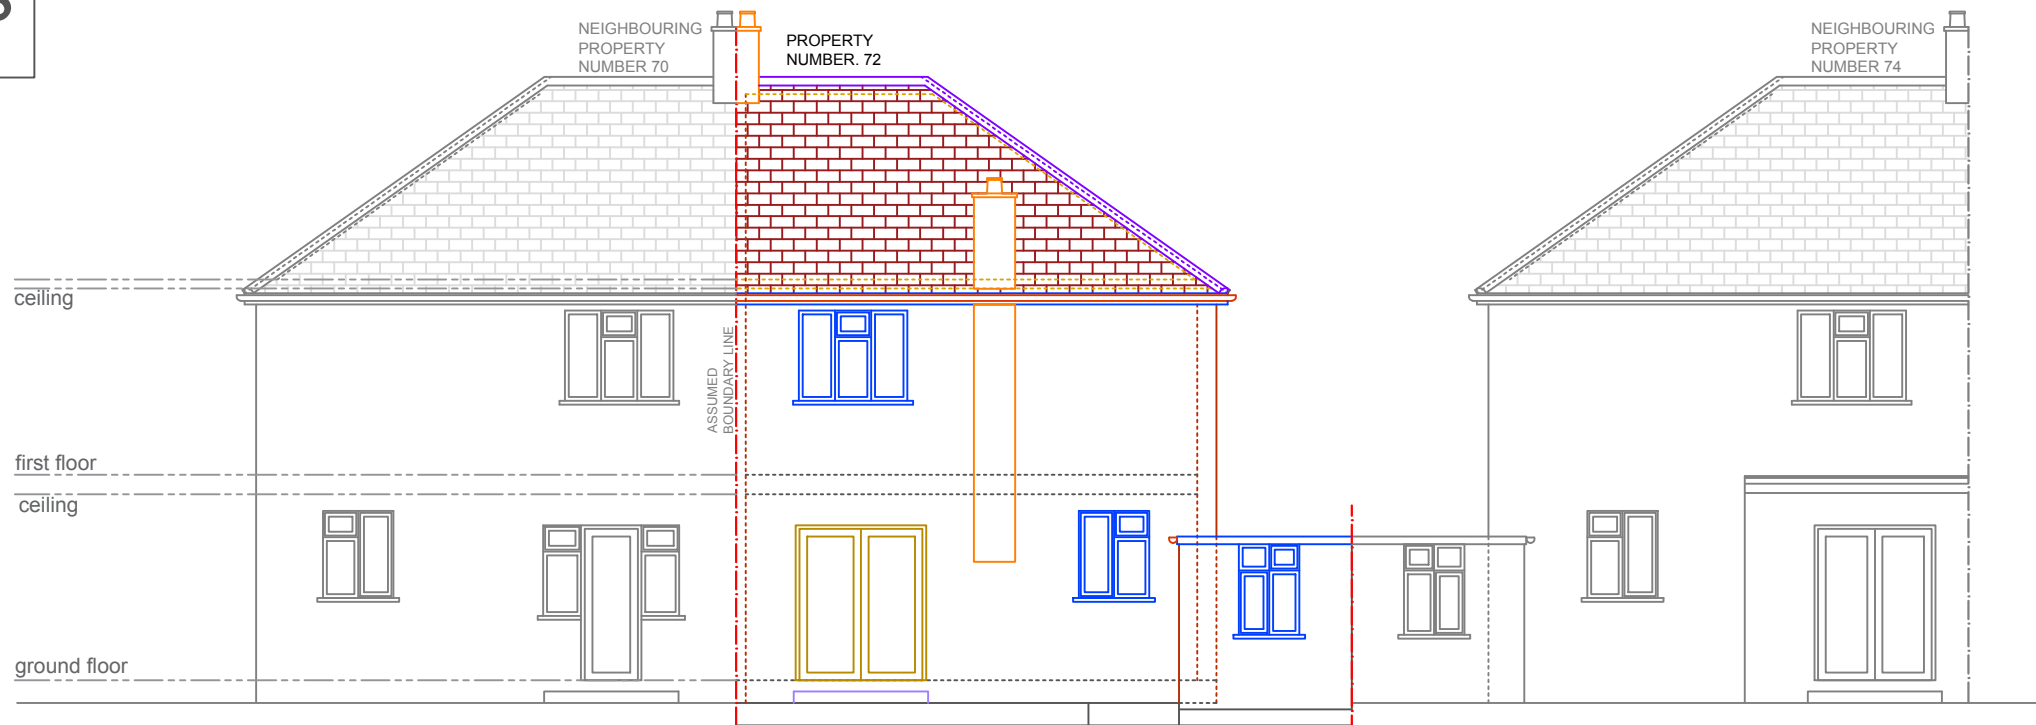 NEIGHBOURING
PROPERTY
NUMBER 70
PROPERTY
NUMBER. 72
NEIGHBOURING
PROPERTY
NUMBER 74
ceiling
ASSUMED
BOUNDARY LINE
first floor
ceiling
ground floor